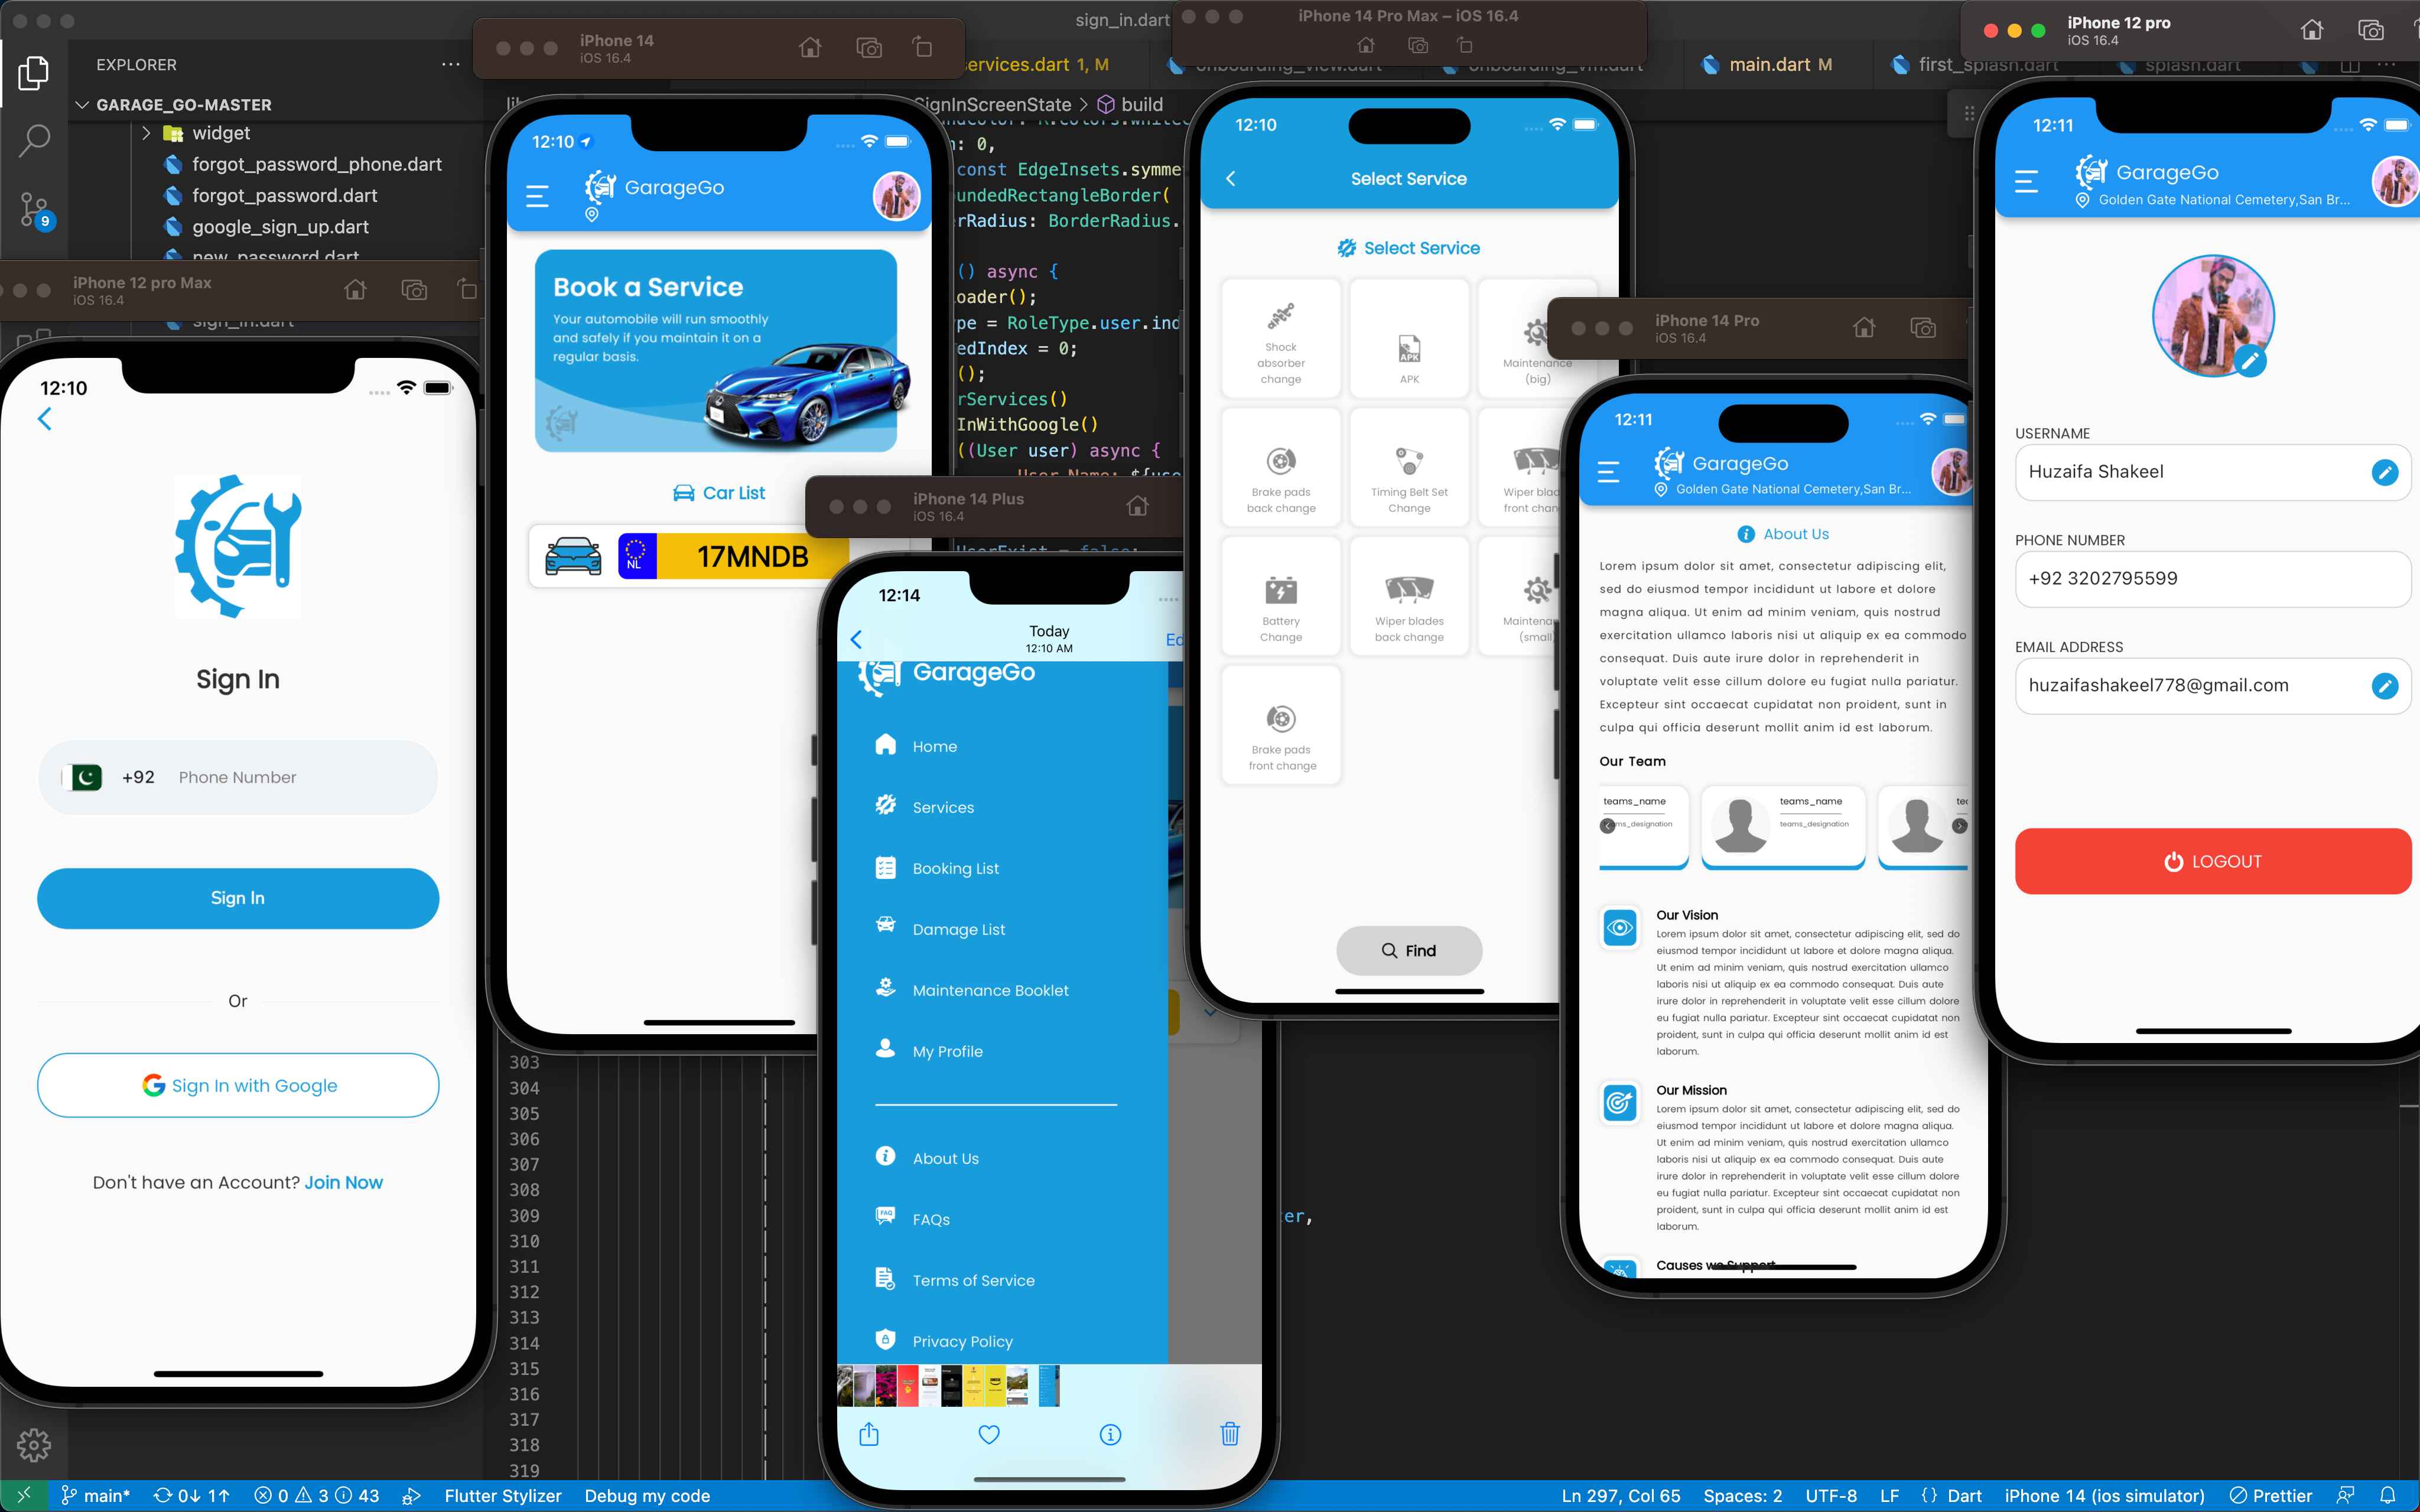 sign_in.dart
EXPLORER
GARAGE_GO-MASTER
widget
forgot_password_phone.dart
forgot_password.dart
google_sign_up.dart
new_password.dart
sign_in.dart
ervices.dart 1, M
onboarding_view.dart
onboarding_vm.dart
main.dart M
first_splash.dart
splash.dart
SignInScreenState > build
: 0,
const EdgeInsets.symme
undedRectangleBorder(
rRadius: BorderRadius.
() async {
oader();
pe = RoleType.user.ind
edIndex = 0;
();
rServices()
InWithGoogle()
((User user) async {
User Name: ${use
UserExist = false;
er,
303
304
305
306
307
308
309
310
311
312
313
314
315
316
317
318
319
iPhone 12 pro Max
iOS 16.4
12:10
Sign In
+92 Phone Number
Sign In
Or
Sign In with Google
Don't have an Account? Join Now
iPhone 14
iOS 16.4
12:10
GarageGo
Book a Service
Your automobile will run smoothly
and safely if you maintain it on a
regular basis.
Car List
NL
17MNDB
iPhone 14 Plus
iOS 16.4
12:14
Today
12:10 AM
Ed
GarageGo
Home
Services
Booking List
Damage List
Maintenance Booklet
My Profile
About Us
FAQ
FAQs
Terms of Service
Privacy Policy
iPhone 14 Pro Max – iOS 16.4
12:10
Select Service
Select Service
Shock
absorber
change
APK
APK
Maintenance
(big)
Brake pads
back change
Timing Belt Set
Change
Wiper blad
front chan
Battery
Change
Wiper blades
back change
Maintenan
(small
Brake pads
front change
Find
iPhone 14 Pro
iOS 16.4
12:11
GarageGo
Golden Gate National Cemetery,San Br...
About Us
Lorem ipsum dolor sit amet, consectetur adipiscing elit,
sed do eiusmod tempor incididunt ut labore et dolore
magna aliqua. Ut enim ad minim veniam, quis nostrud
exercitation ullamco laboris nisi ut aliquip ex ea commodo
consequat. Duis aute irure dolor in reprehenderit in
voluptate velit esse cillum dolore eu fugiat nulla pariatur.
Excepteur sint occaecat cupidatat non proident, sunt in
culpa qui officia deserunt mollit anim id est laborum.
Our Team
teams_name
ms_designation
teams_name
teams_designation
Our Vision
Lorem ipsum dolor sit amet, consectetur adipiscing elit, sed do
eiusmod tempor incididunt ut labore et dolore magna aliqua.
Ut enim ad minim veniam, quis nostrud exercitation ullamco
laboris nisi ut aliquip ex ea commodo consequat. Duis aute
irure dolor in reprehenderit in voluptate velit esse cillum dolore
eu fugiat nulla pariatur. Excepteur sint occaecat cupidatat non
proident, sunt in culpa qui officia deserunt mollit anim id est
laborum.
Our Mission
Lorem ipsum dolor sit amet, consectetur adipiscing elit, sed do
eiusmod tempor incididunt ut labore et dolore magna aliqua.
Ut enim ad minim veniam, quis nostrud exercitation ullamco
laboris nisi ut aliquip ex ea commodo consequat. Duis aute
irure dolor in reprehenderit in voluptate velit esse cillum dolore
eu fugiat nulla pariatur. Excepteur sint occaecat cupidatat non
proident, sunt in culpa qui officia deserunt mollit anim id est
laborum.
Causes we Support
iPhone 12 pro
iOS 16.4
12:11
GarageGo
Golden Gate National Cemetery,San Br...
USERNAME
Huzaifa Shakeel
PHONE NUMBER
+92 3202795599
EMAIL ADDRESS
huzaifashakeel778@gmail.com
LOGOUT
9
main* 0↓ 1↑ 0 3 43 Flutter Stylizer Debug my code
Ln 297, Col 65 Spaces: 2 UTF-8 LF {} Dart iPhone 14 (ios simulator) Prettier